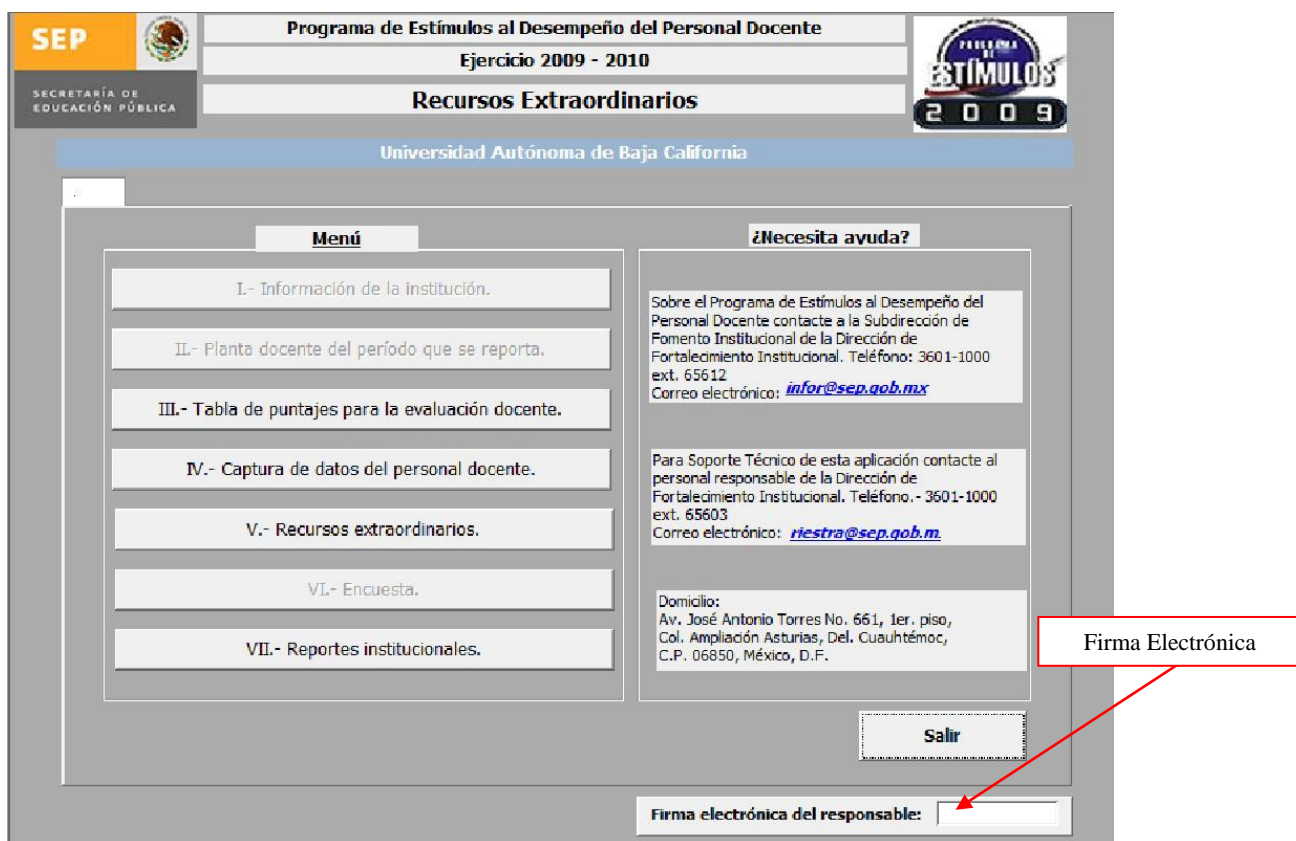 SEP
SECRETARÍA DE
EDUCACIÓN PÚBLICA
Programa de Estímulos al Desempeño del Personal Docente
Ejercicio 2009 - 2010
Recursos Extraordinarios
PROGRAMA
DE
ESTÍMULOS
2009
Universidad Autónoma de Baja California
Menú
I.- Información de la institución.
II.- Planta docente del período que se reporta.
III.- Tabla de puntajes para la evaluación docente.
IV.- Captura de datos del personal docente.
V.- Recursos extraordinarios.
VI.- Encuesta.
VII.- Reportes institucionales.
¿Necesita ayuda?
Sobre el Programa de Estímulos al Desempeño del
Personal Docente contacte a la Subdirección de
Fomento Institucional de la Dirección de
Fortalecimiento Institucional. Teléfono: 3601-1000
ext. 65612
Correo electrónico: infor@sep.gob.mx
Para Soporte Técnico de esta aplicación contacte al
personal responsable de la Dirección de
Fortalecimiento Institucional. Teléfono.- 3601-1000
ext. 65603
Correo electrónico: riestra@sep.gob.m
Domicilio:
Av. José Antonio Torres No. 661, 1er. piso,
Col. Ampliación Asturias, Del. Cuauhtémoc,
C.P. 06850, México, D.F.
Firma Electrónica
Salir
Firma electrónica del responsable: